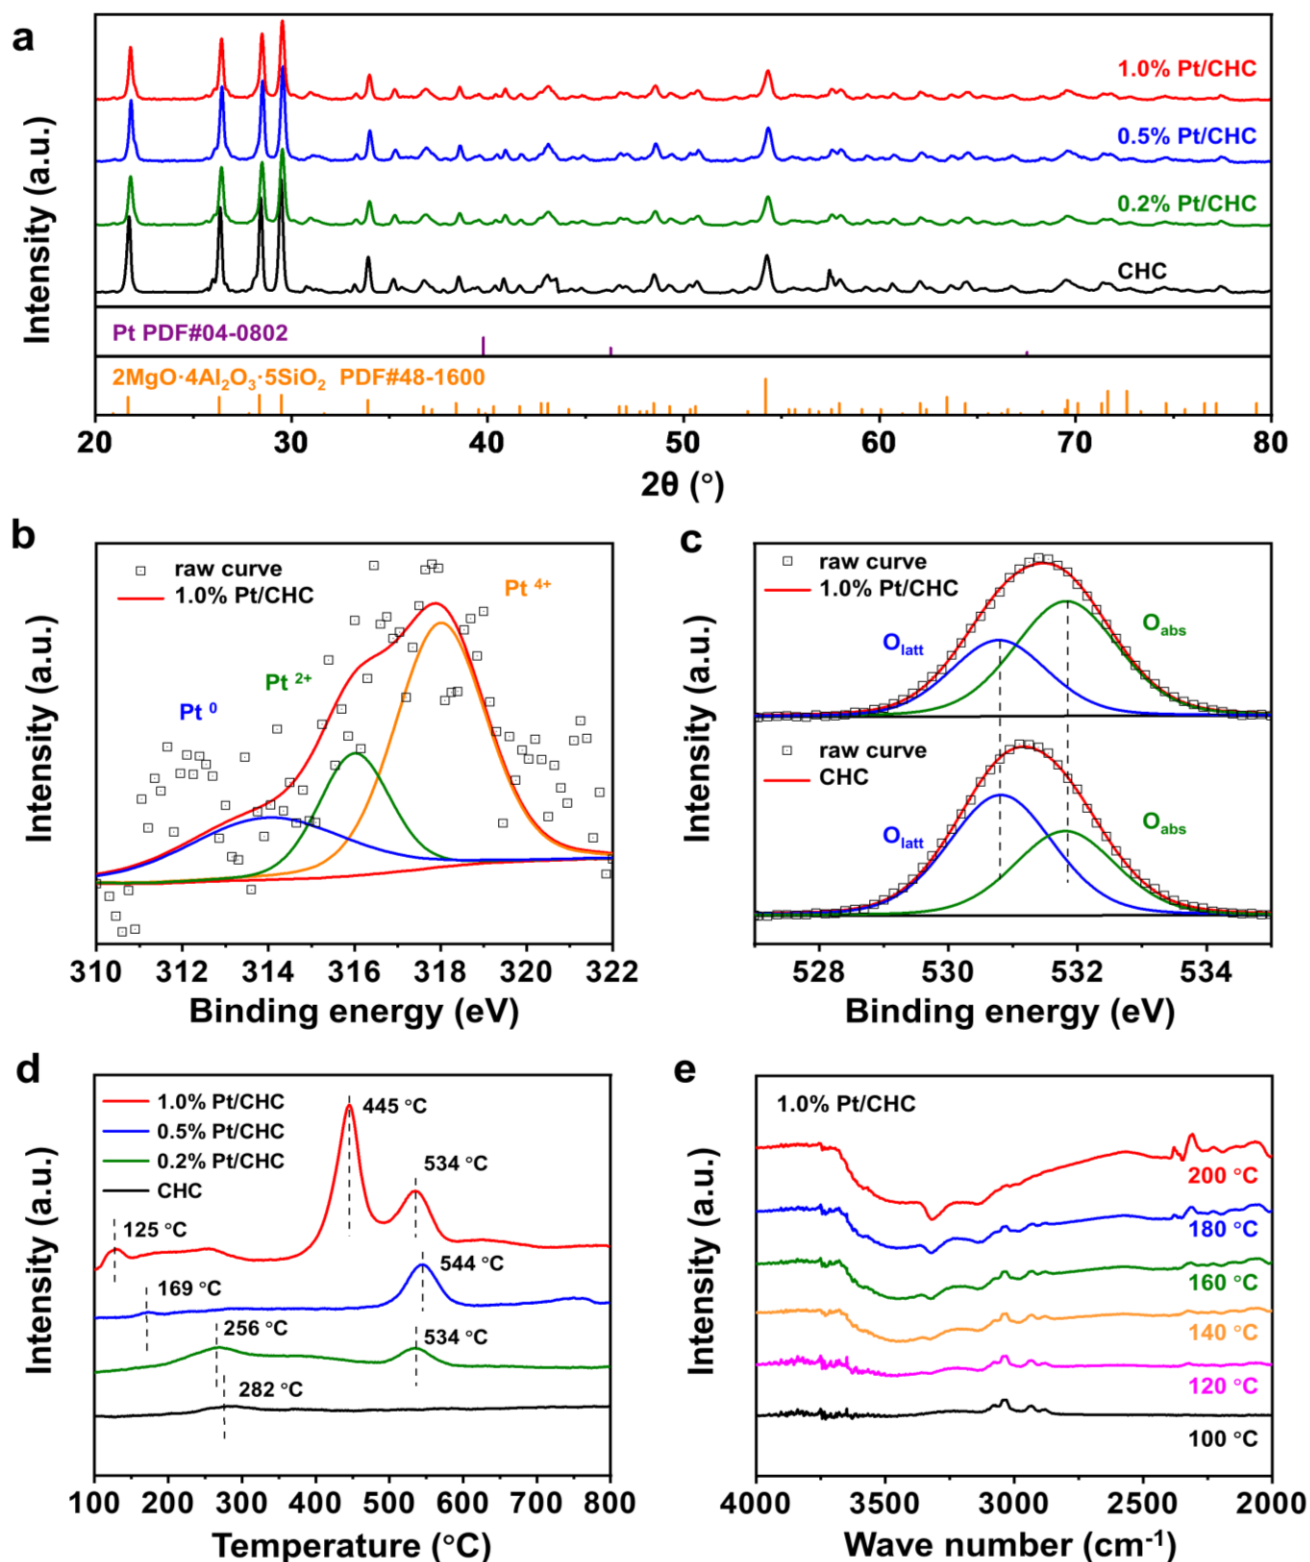 a
Intensity (a.u.)
1.0% Pt/CHC
0.5% Pt/CHC
0.2% Pt/CHC
CHC
Pt PDF#04-0802
2MgO·4Al₂O₃·5SiO₂ PDF#48-1600
20 30 40 50 60 70 80
2θ (°)
b
Intensity (a.u.)
raw curve
1.0% Pt/CHC
Pt ⁴⁺
Pt ²⁺
Pt ⁰
310 312 314 316 318 320 322
Binding energy (eV)
c
Intensity (a.u.)
raw curve
1.0% Pt/CHC
O_latt
O_abs
raw curve
CHC
O_latt
O_abs
528 530 532 534
Binding energy (eV)
d
Intensity (a.u.)
1.0% Pt/CHC
0.5% Pt/CHC
0.2% Pt/CHC
CHC
445 °C
534 °C
125 °C
544 °C
169 °C
256 °C
534 °C
282 °C
100 200 300 400 500 600 700 800
Temperature (°C)
e
Intensity (a.u.)
1.0% Pt/CHC
200 °C
180 °C
160 °C
140 °C
120 °C
100 °C
4000 3500 3000 2500 2000
Wave number (cm⁻¹)